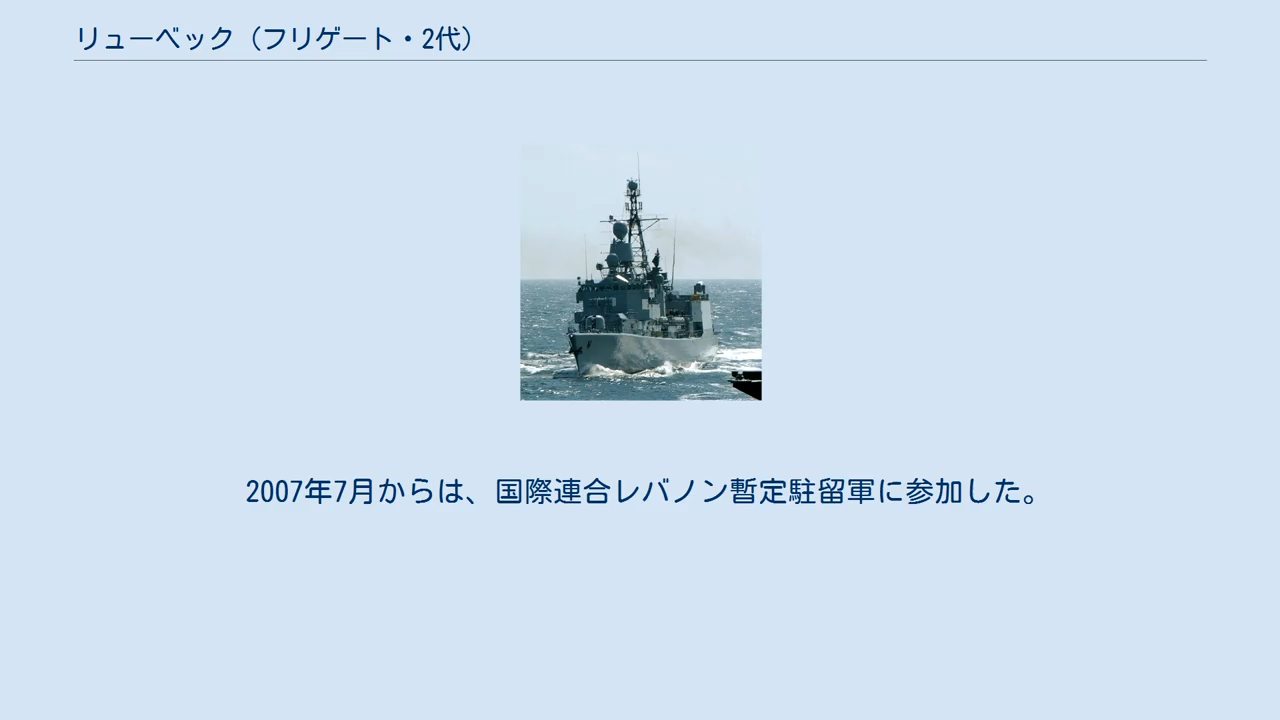 リューベック（フリゲート・2代）
2007年7月からは、国際連合レバノン暫定駐留軍に参加した。